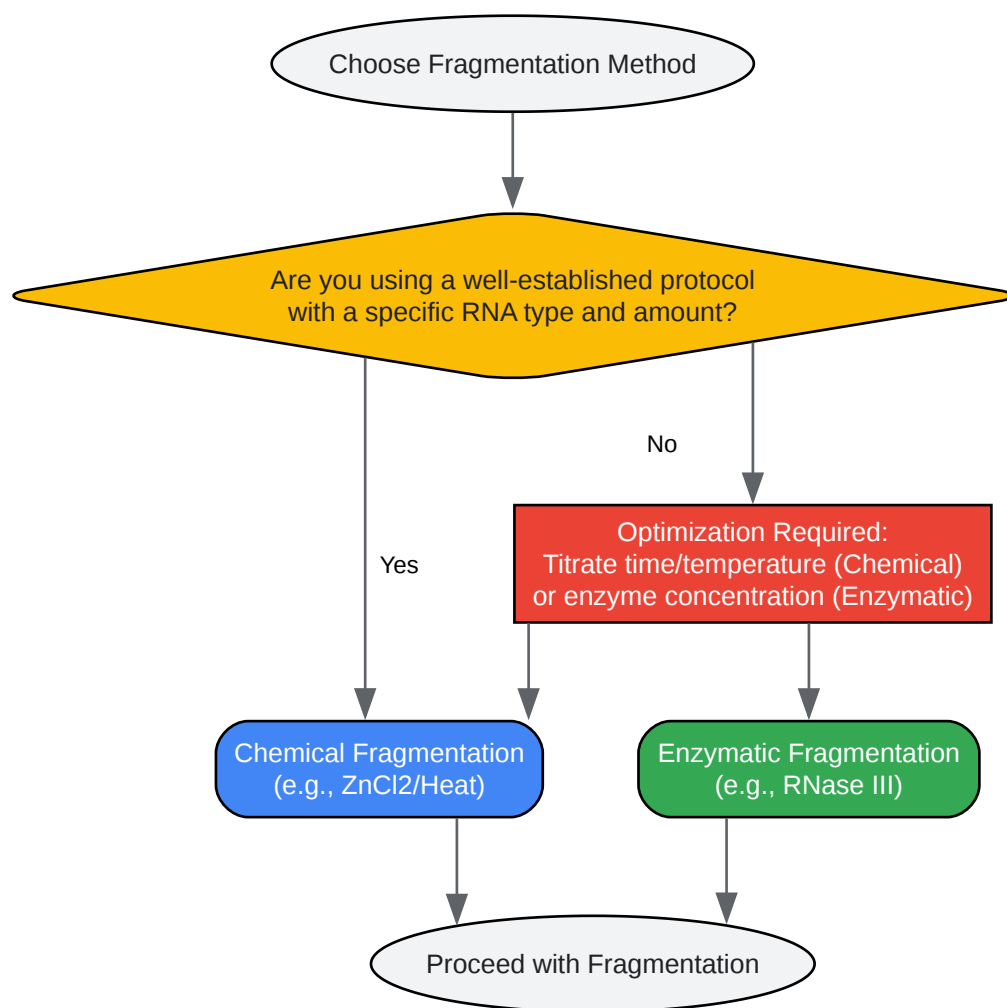 Choose Fragmentation Method
Are you using a well-established protocol
with a specific RNA type and amount?
No
Optimization Required:
Titrate time/temperature (Chemical)
or enzyme concentration (Enzymatic)
Yes
Chemical Fragmentation
(e.g., ZnCl2/Heat)
Enzymatic Fragmentation
(e.g., RNase III)
Proceed with Fragmentation